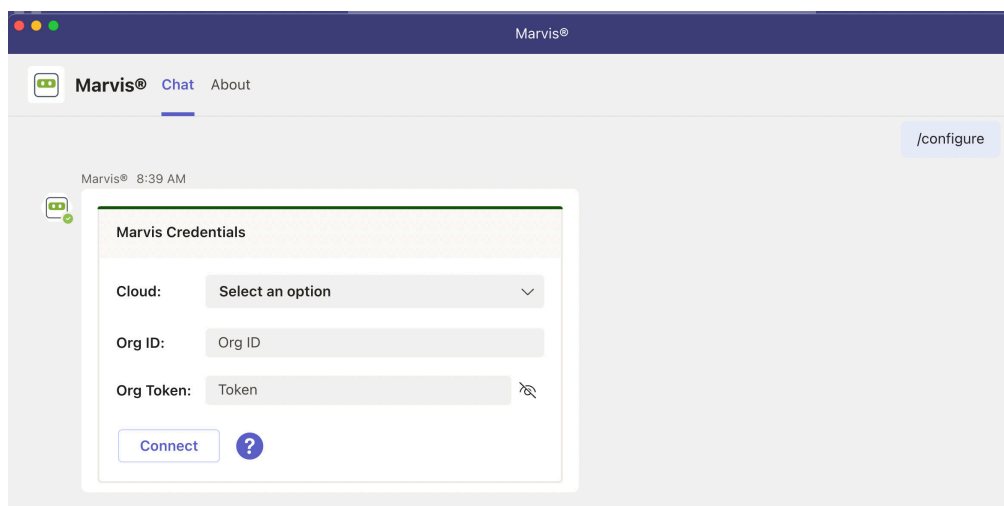 Marvis®
Marvis® Chat About
/configure
Marvis® 8:39 AM
Marvis Credentials
Cloud: Select an option
Org ID: Org ID
Org Token: Token
Connect ?